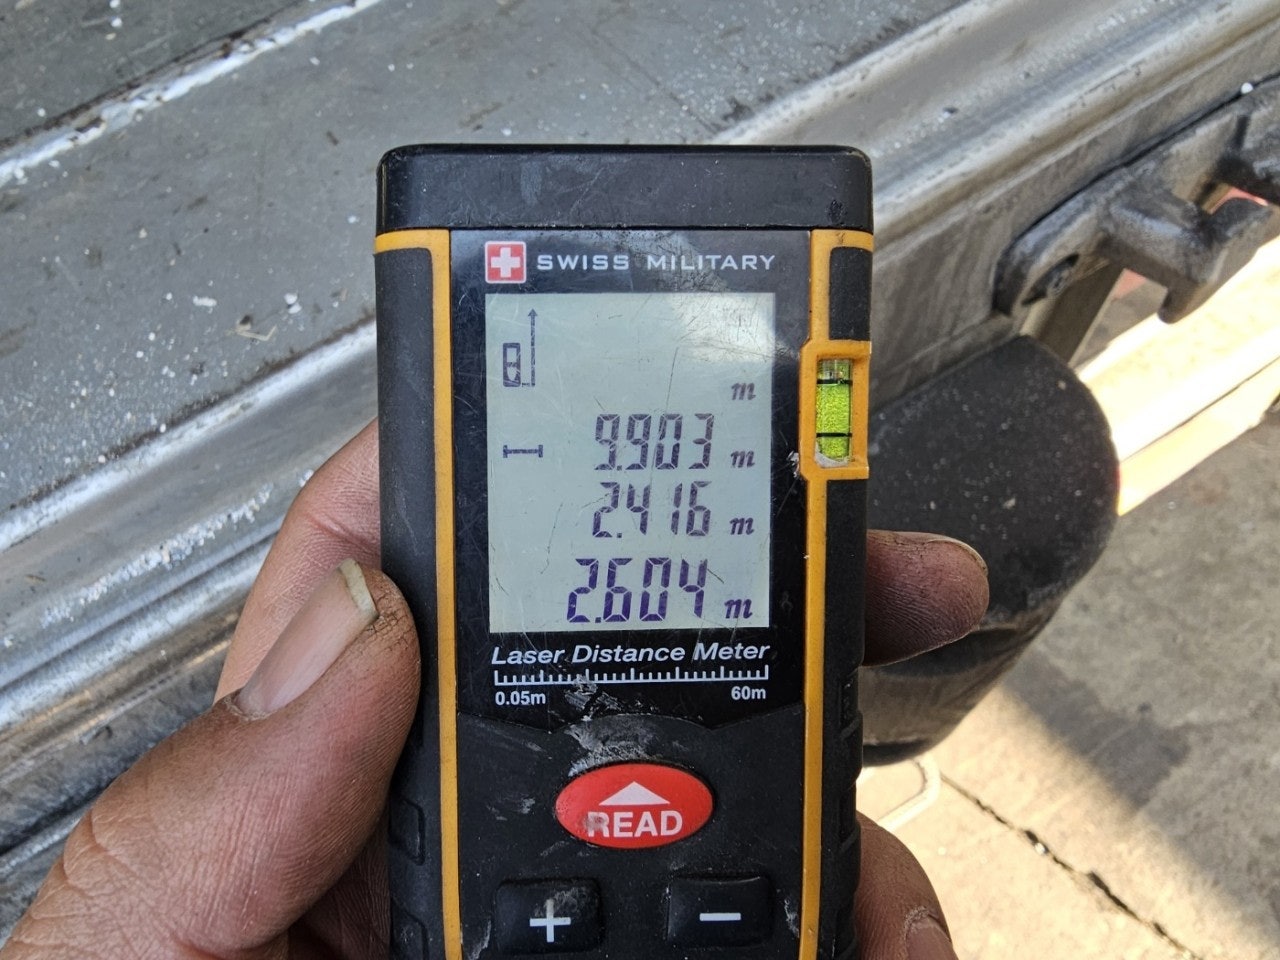 SWISS MILITARY
m
9.903 m
2.416 m
2.604 m
Laser Distance Meter
0.05m 60m
READ
+ −